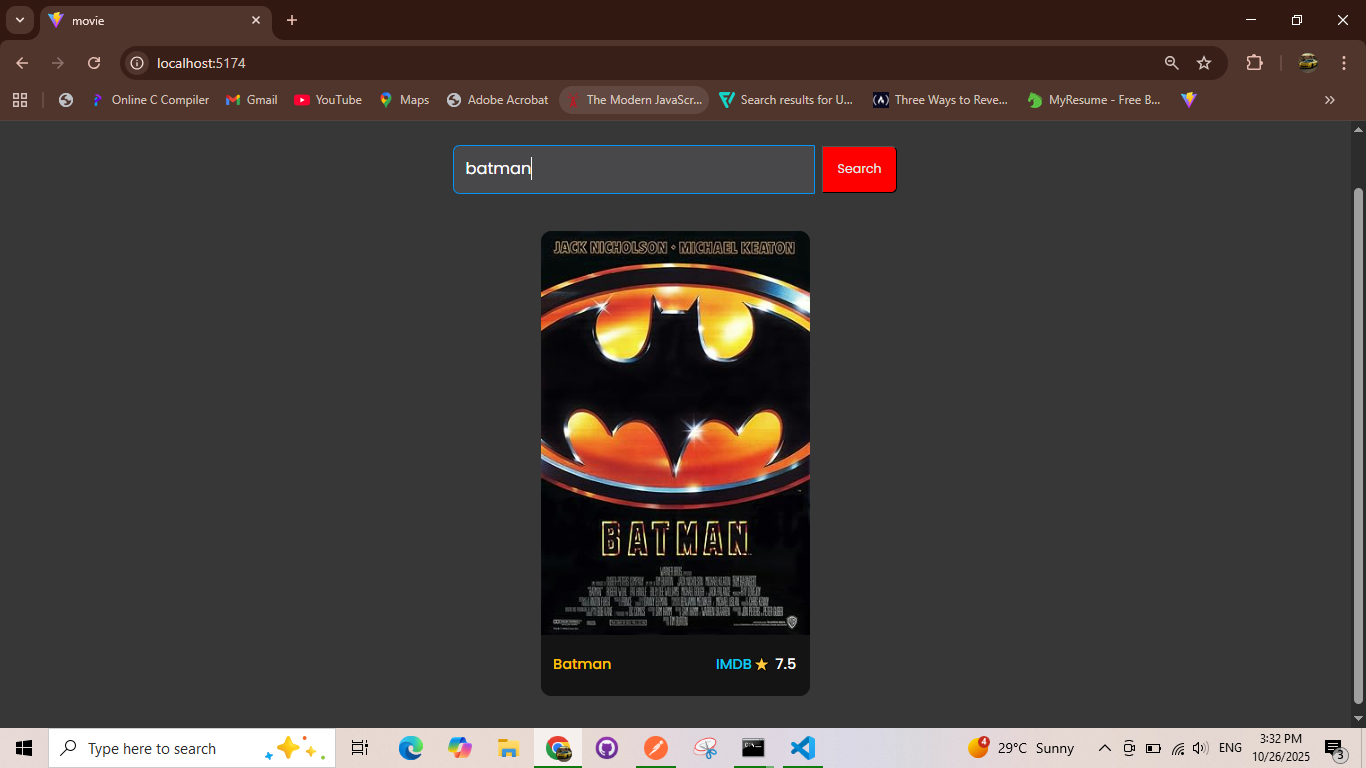 movie
localhost:5174
Online C Compiler
Gmail
YouTube
Maps
Adobe Acrobat
The Modern JavaScr...
Search results for U...
Three Ways to Reve...
MyResume - Free B...
batman
Search
JACK NICHOLSON MICHAEL KEATON
BATMAN
Batman
IMDB 7.5
Type here to search
4
29°C Sunny
ENG
3:32 PM
10/26/2025
3